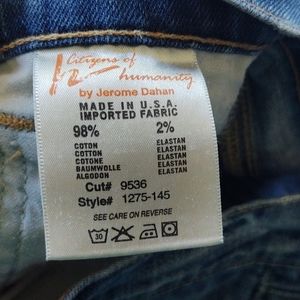 Citizens of
humanity
by Jerome Dahan
MADE IN U.S.A.
IMPORTED FABRIC
98% 2%
COTON ELASTAN
COTTON ELASTAN
COTONE ELASTAN
BAUMWOLLE ELASTAN
ALGODON ELASTAN
Cut# 9536
Style# 1275-145
SEE CARE ON REVERSE
30